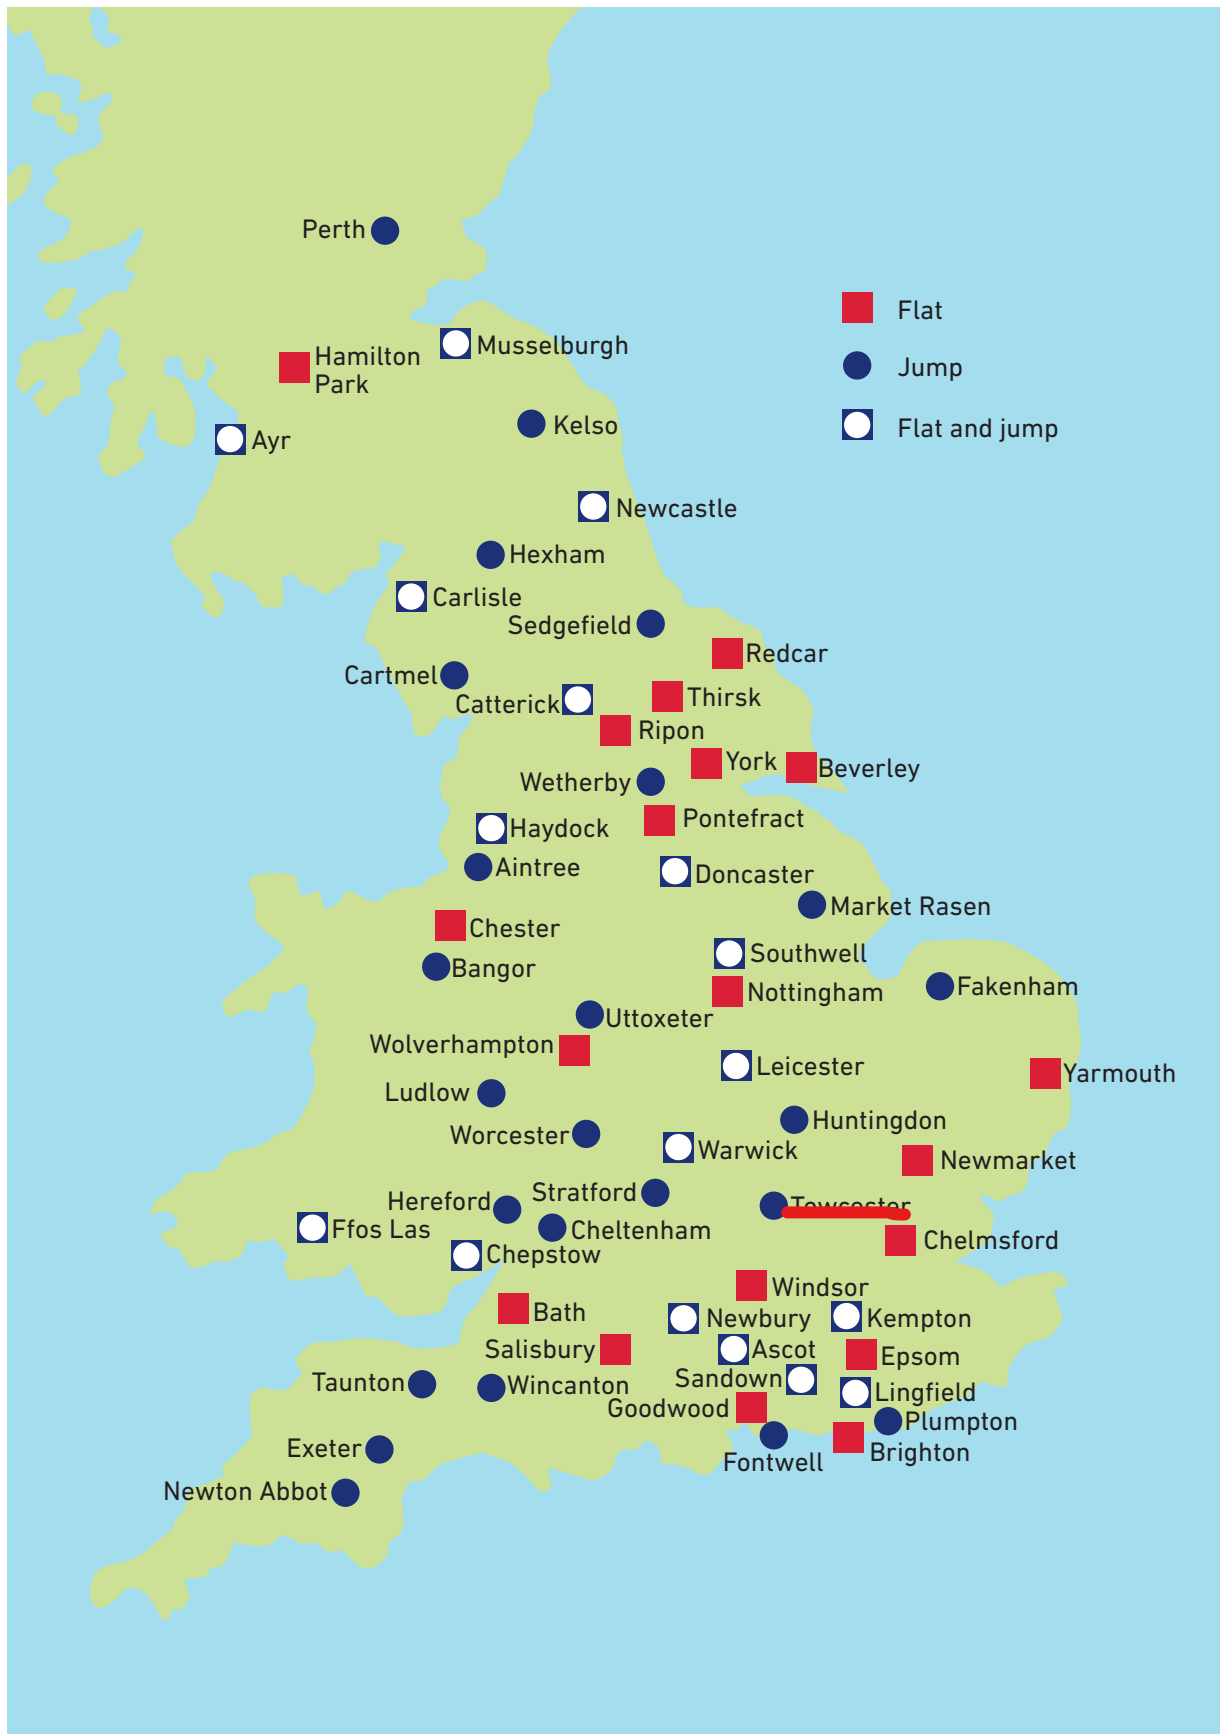 Perth
Flat
Musselburgh
Hamilton
Park
Jump
Kelso
Flat and jump
Ayr
Newcastle
Hexham
Carlisle
Sedgefield
Redcar
Cartmel
Catterick
Thirsk
Ripon
York
Beverley
Wetherby
Pontefract
Haydock
Aintree
Doncaster
Market Rasen
Chester
Southwell
Bangor
Fakenham
Nottingham
Uttoxeter
Wolverhampton
Leicester
Yarmouth
Ludlow
Huntingdon
Worcester
Warwick
Newmarket
Stratford
Hereford
Towcester
Ffos Las
Cheltenham
Chelmsford
Chepstow
Windsor
Bath
Newbury
Kempton
Salisbury
Ascot
Epsom
Sandown
Taunton
Wincanton
Lingfield
Goodwood
Plumpton
Exeter
Brighton
Fontwell
Newton Abbot